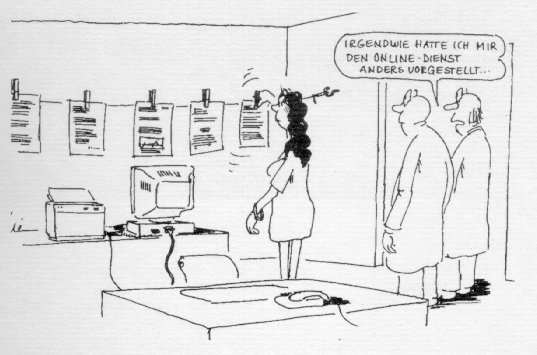 IRGENDWIE HATTE ICH MIR
DEN ONLINE-DIENST
ANDERS VORGESTELLT...